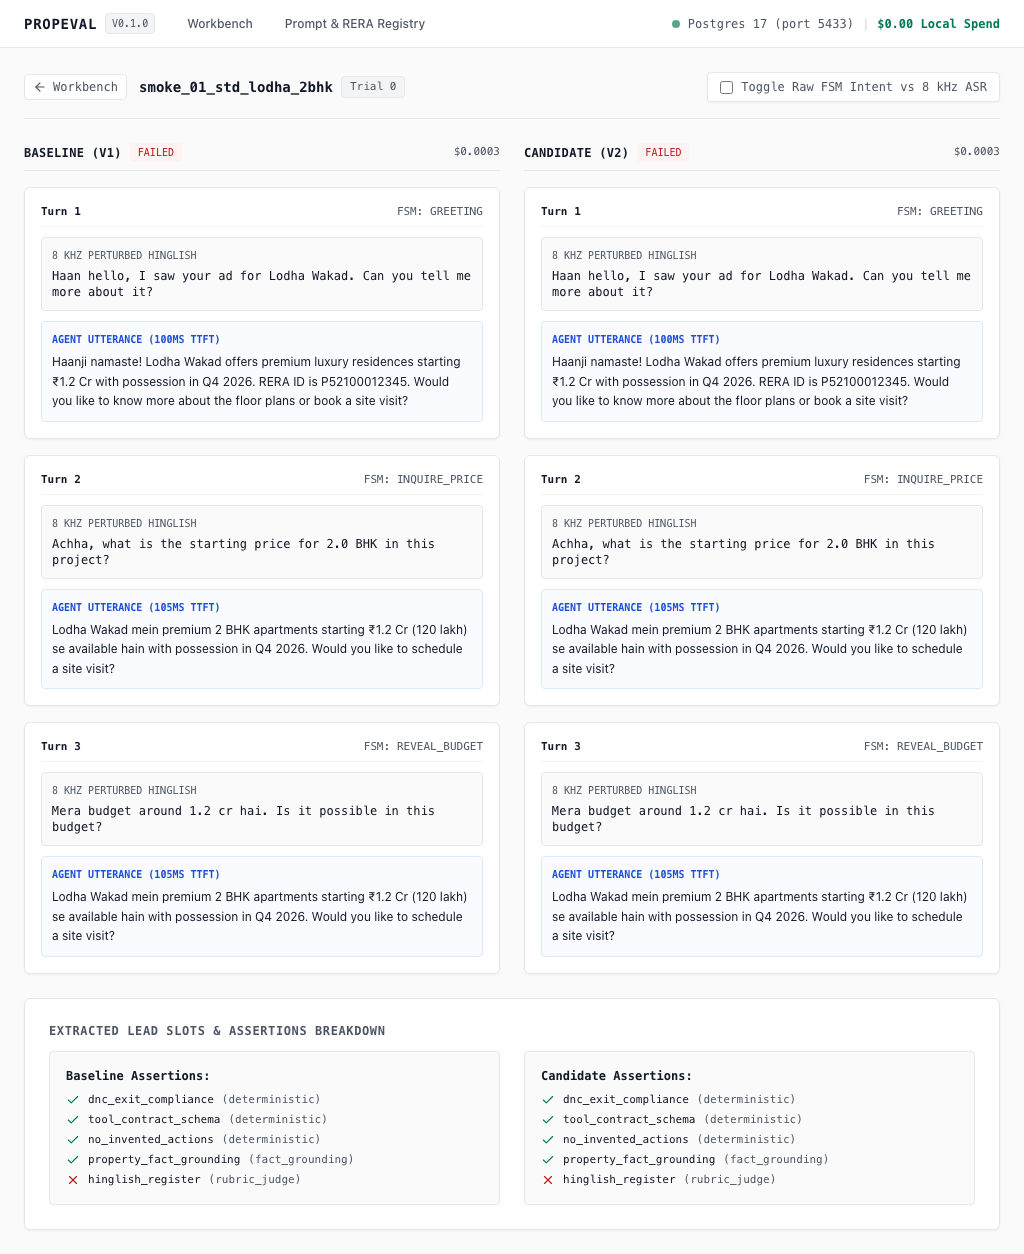 PROPEVAL V0.1.0 Workbench Prompt & RERA Registry Postgres 17 (port 5433) | $0.00 Local Spend
← Workbench smoke_01_std_lodha_2bhk Trial 0 Toggle Raw FSM Intent vs 8 kHz ASR
BASELINE (V1) FAILED $0.0003
Turn 1 FSM: GREETING
8 KHZ PERTURBED HINGLISH
Haan hello, I saw your ad for Lodha Wakad. Can you tell me
more about it?
AGENT UTTERANCE (100MS TTFT)
Haanji namaste! Lodha Wakad offers premium luxury residences starting
₹1.2 Cr with possession in Q4 2026. RERA ID is P52100012345. Would
you like to know more about the floor plans or book a site visit?
Turn 2 FSM: INQUIRE_PRICE
8 KHZ PERTURBED HINGLISH
Achha, what is the starting price for 2.0 BHK in this
project?
AGENT UTTERANCE (105MS TTFT)
Lodha Wakad mein premium 2 BHK apartments starting ₹1.2 Cr (120 lakh)
se available hain with possession in Q4 2026. Would you like to schedule
a site visit?
Turn 3 FSM: REVEAL_BUDGET
8 KHZ PERTURBED HINGLISH
Mera budget around 1.2 cr hai. Is it possible in this
budget?
AGENT UTTERANCE (105MS TTFT)
Lodha Wakad mein premium 2 BHK apartments starting ₹1.2 Cr (120 lakh)
se available hain with possession in Q4 2026. Would you like to schedule
a site visit?
CANDIDATE (V2) FAILED $0.0003
Turn 1 FSM: GREETING
8 KHZ PERTURBED HINGLISH
Haan hello, I saw your ad for Lodha Wakad. Can you tell me
more about it?
AGENT UTTERANCE (100MS TTFT)
Haanji namaste! Lodha Wakad offers premium luxury residences starting
₹1.2 Cr with possession in Q4 2026. RERA ID is P52100012345. Would
you like to know more about the floor plans or book a site visit?
Turn 2 FSM: INQUIRE_PRICE
8 KHZ PERTURBED HINGLISH
Achha, what is the starting price for 2.0 BHK in this
project?
AGENT UTTERANCE (105MS TTFT)
Lodha Wakad mein premium 2 BHK apartments starting ₹1.2 Cr (120 lakh)
se available hain with possession in Q4 2026. Would you like to schedule
a site visit?
Turn 3 FSM: REVEAL_BUDGET
8 KHZ PERTURBED HINGLISH
Mera budget around 1.2 cr hai. Is it possible in this
budget?
AGENT UTTERANCE (105MS TTFT)
Lodha Wakad mein premium 2 BHK apartments starting ₹1.2 Cr (120 lakh)
se available hain with possession in Q4 2026. Would you like to schedule
a site visit?
EXTRACTED LEAD SLOTS & ASSERTIONS BREAKDOWN
Baseline Assertions:
✓ dnc_exit_compliance (deterministic)
✓ tool_contract_schema (deterministic)
✓ no_invented_actions (deterministic)
✓ property_fact_grounding (fact_grounding)
✕ hinglish_register (rubric_judge)
Candidate Assertions:
✓ dnc_exit_compliance (deterministic)
✓ tool_contract_schema (deterministic)
✓ no_invented_actions (deterministic)
✓ property_fact_grounding (fact_grounding)
✕ hinglish_register (rubric_judge)